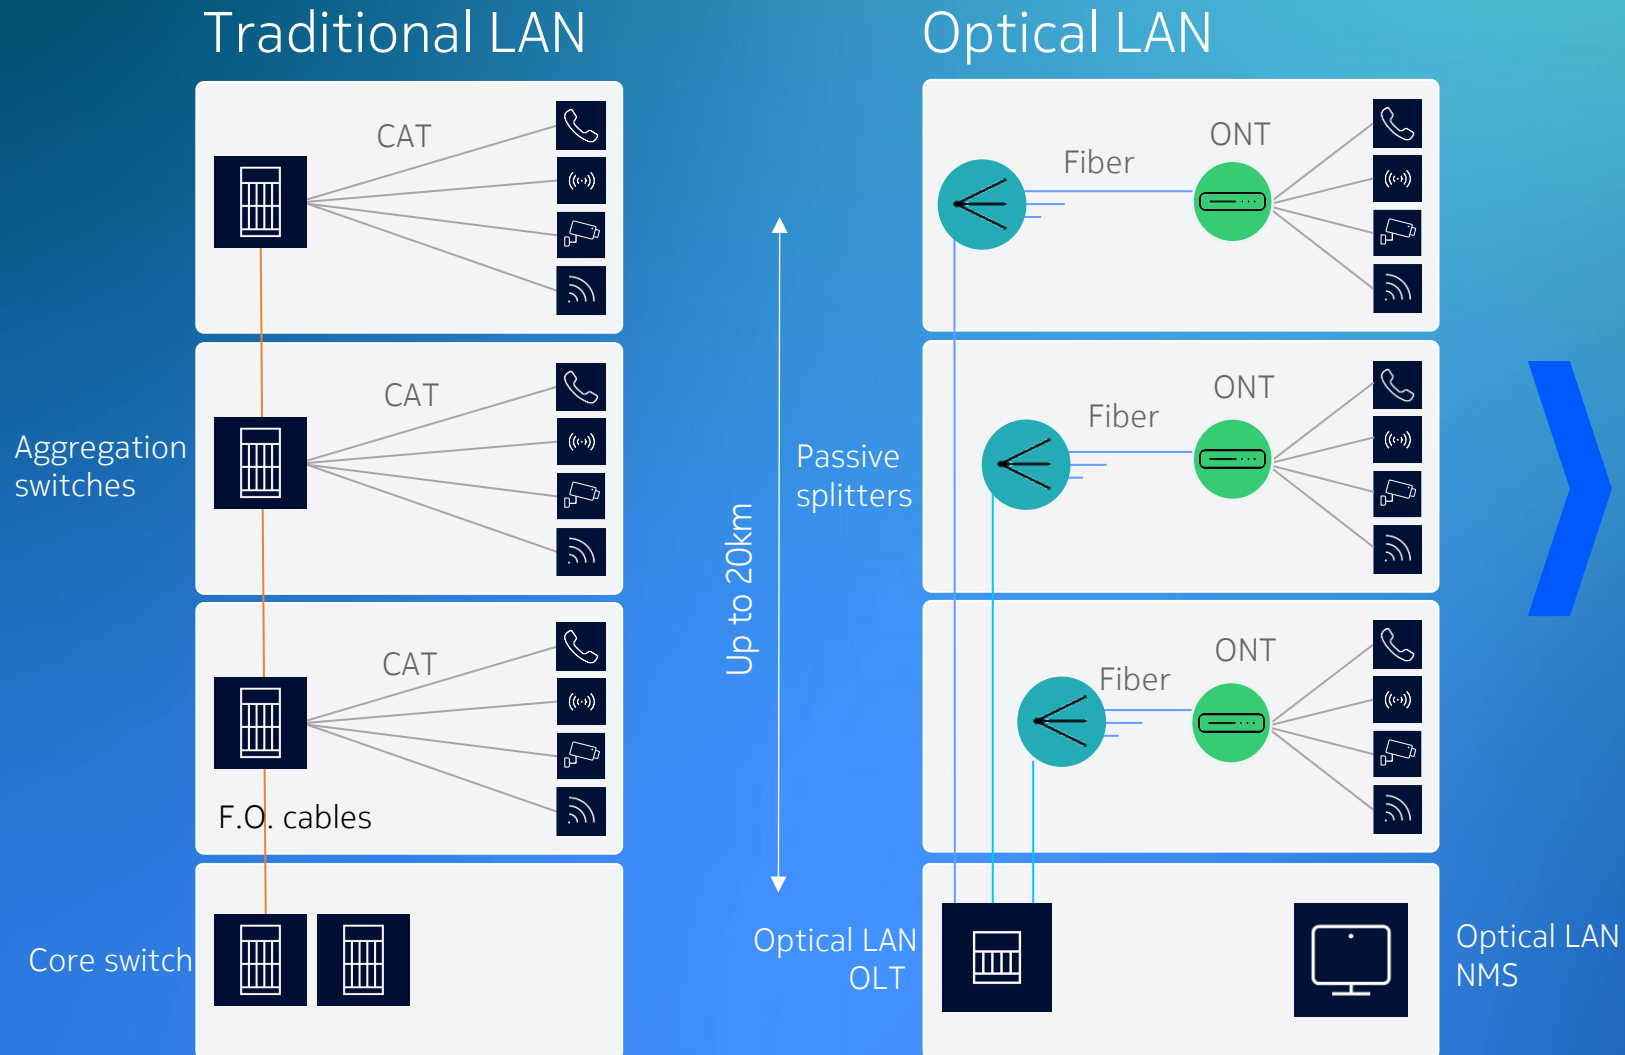 Traditional LAN
CAT
CAT
Aggregation
switches
CAT
F.O. cables
Core switch
Up to 20km
Optical LAN
Fiber
ONT
Passive
splitters
Fiber
ONT
Fiber
ONT
Optical LAN
OLT
Optical LAN
NMS